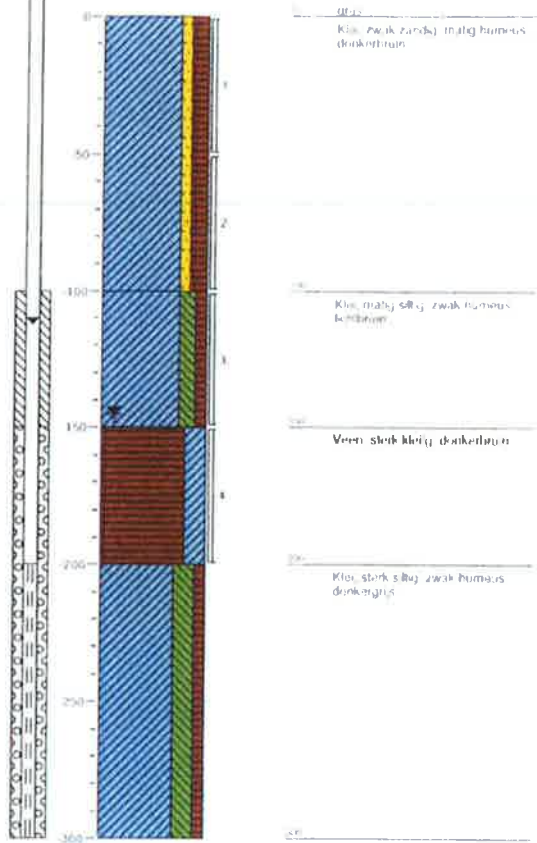 0
gras
Klei, zwak zandig, matig humeus,
donkerbruin
1
-50
2
-100
Klei, matig siltig, zwak humeus,
3
-150
Veen, sterk kleiig, donkerbruin
4
-200
Klei, sterk siltig, zwak humeus,
donkergrijs
-250
-300